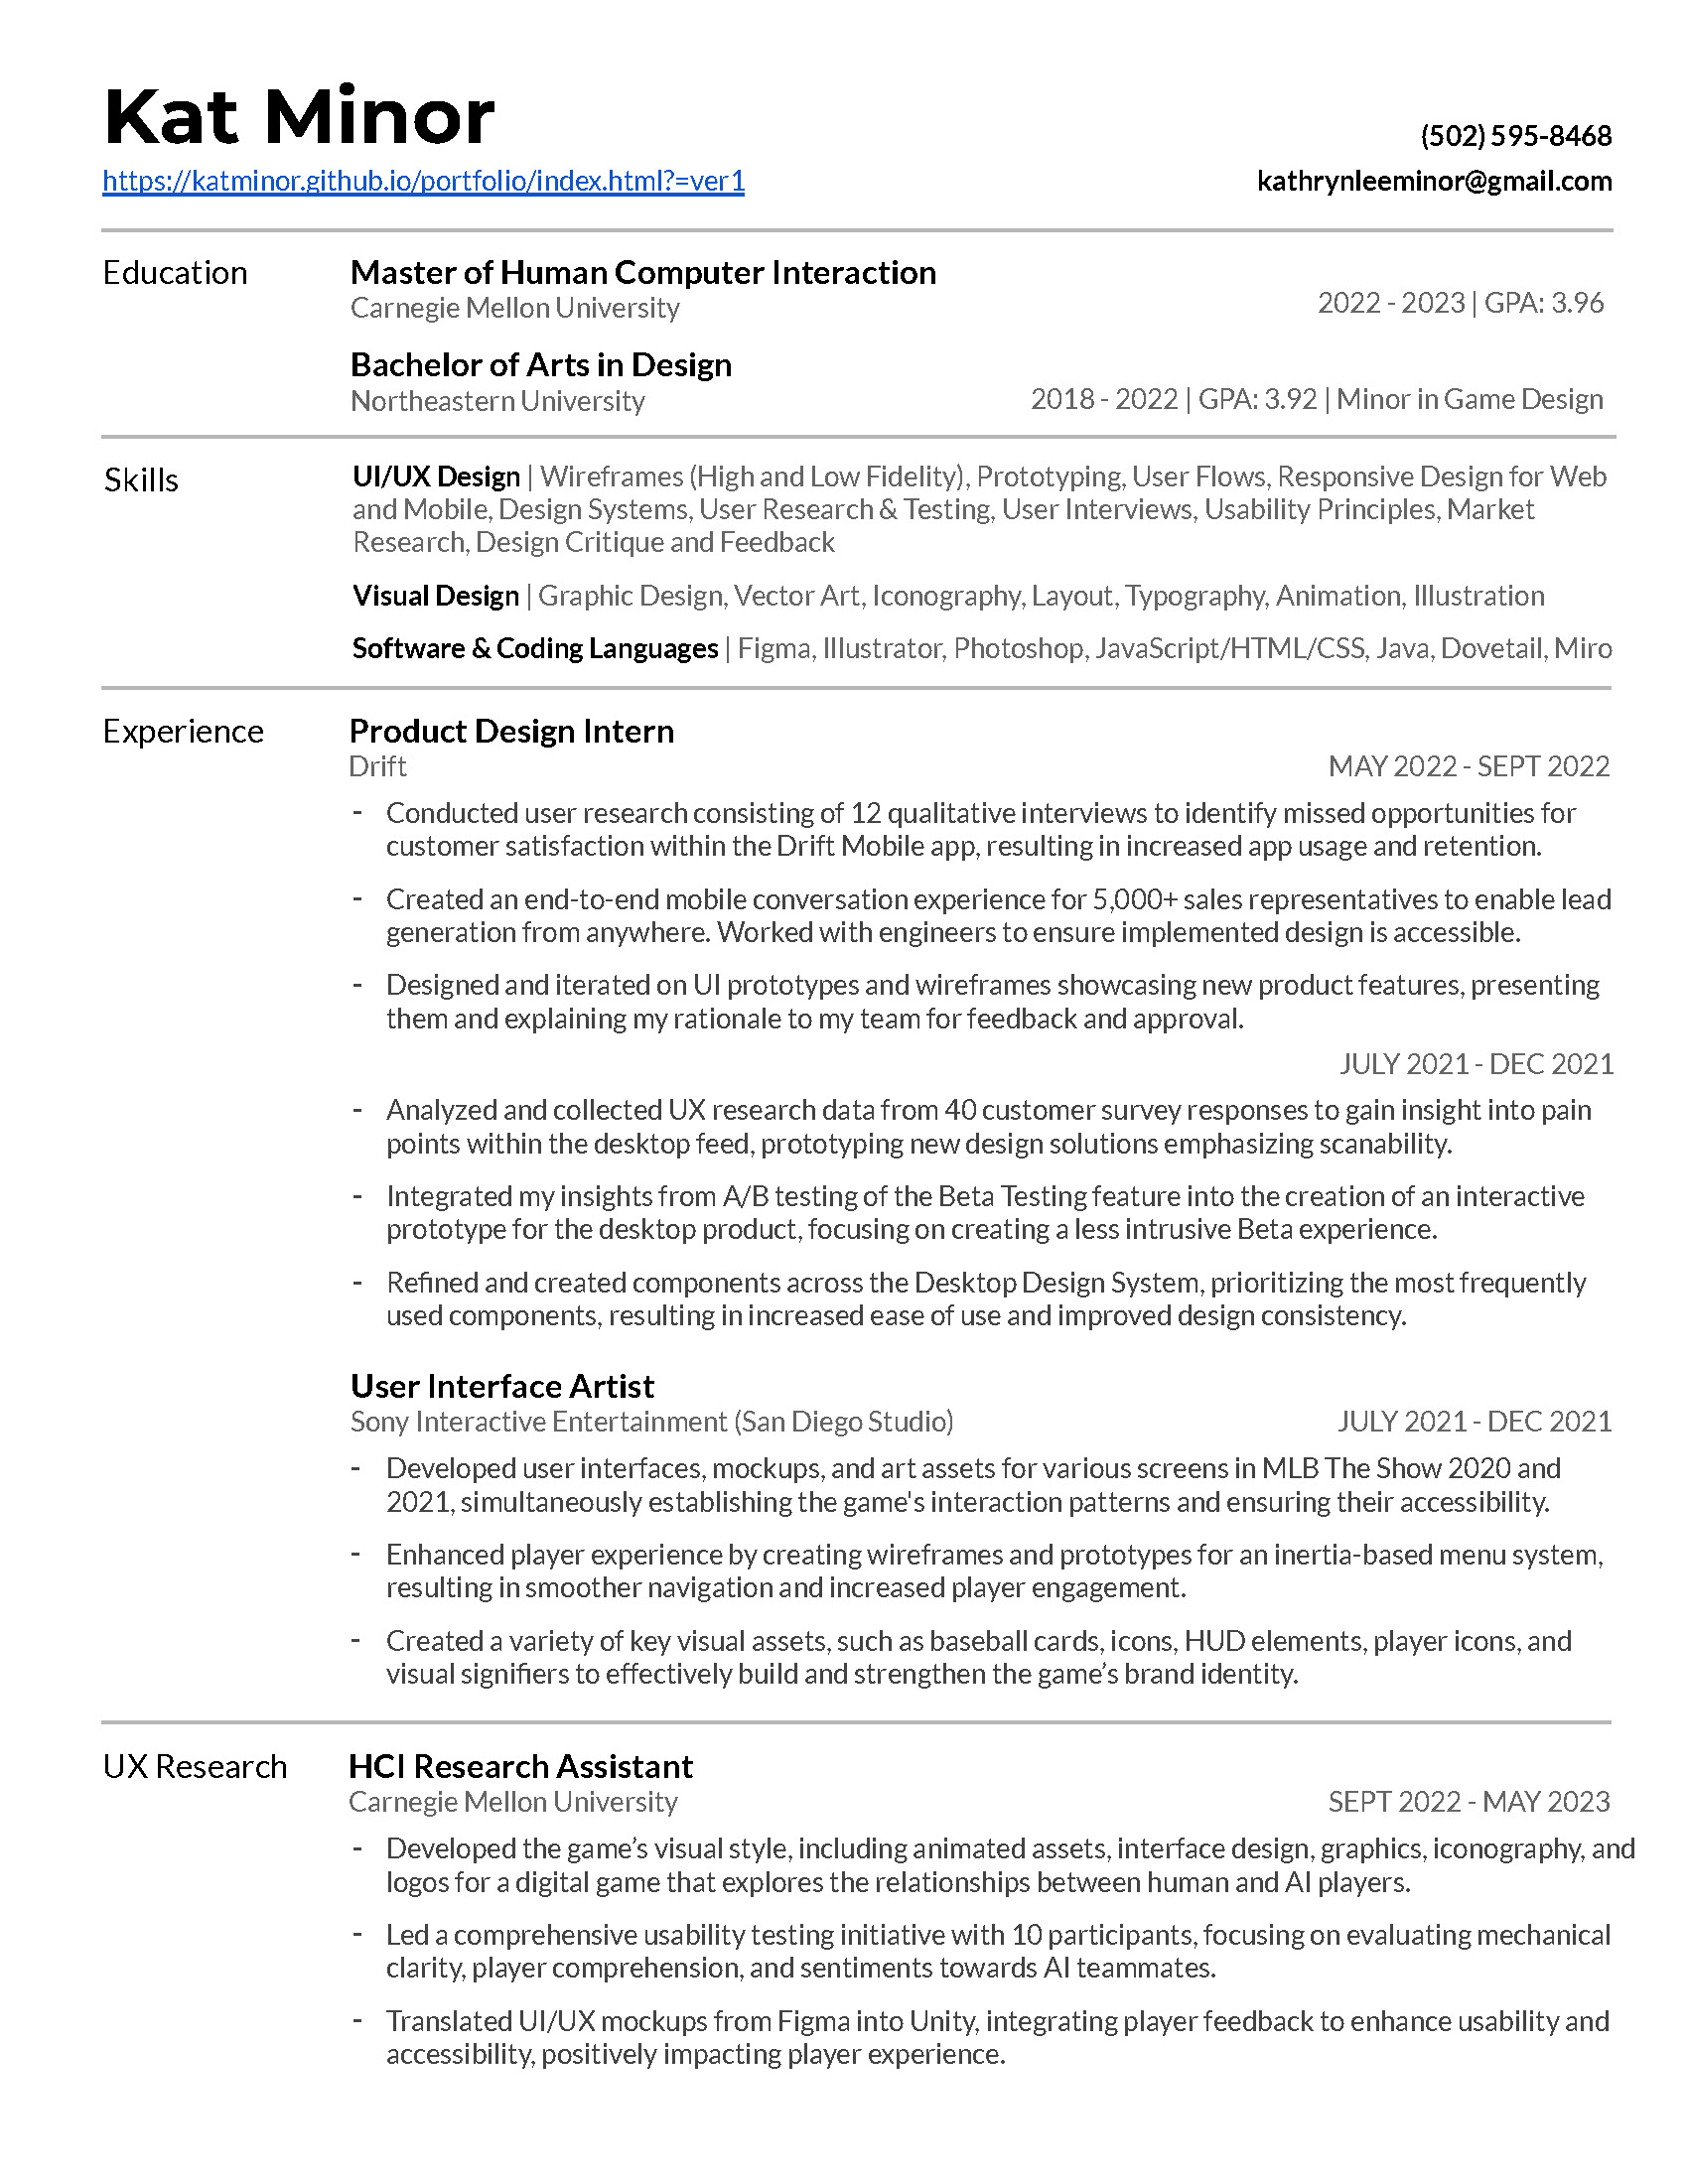 Kat Minor
(502) 595-8468
https://katminor.github.io/portfolio/index.html?=ver1
kathrynleeminor@gmail.com
Education
Master of Human Computer Interaction
Carnegie Mellon University
2022 - 2023 | GPA: 3.96
Bachelor of Arts in Design
Northeastern University
2018 - 2022 | GPA: 3.92 | Minor in Game Design
Skills
UI/UX Design | Wireframes (High and Low Fidelity), Prototyping, User Flows, Responsive Design for Web
and Mobile, Design Systems, User Research & Testing, User Interviews, Usability Principles, Market
Research, Design Critique and Feedback
Visual Design | Graphic Design, Vector Art, Iconography, Layout, Typography, Animation, Illustration
Software & Coding Languages | Figma, Illustrator, Photoshop, JavaScript/HTML/CSS, Java, Dovetail, Miro
Experience
Product Design Intern
Drift
MAY 2022 - SEPT 2022
- Conducted user research consisting of 12 qualitative interviews to identify missed opportunities for
customer satisfaction within the Drift Mobile app, resulting in increased app usage and retention.
- Created an end-to-end mobile conversation experience for 5,000+ sales representatives to enable lead
generation from anywhere. Worked with engineers to ensure implemented design is accessible.
- Designed and iterated on UI prototypes and wireframes showcasing new product features, presenting
them and explaining my rationale to my team for feedback and approval.
JULY 2021 - DEC 2021
- Analyzed and collected UX research data from 40 customer survey responses to gain insight into pain
points within the desktop feed, prototyping new design solutions emphasizing scanability.
- Integrated my insights from A/B testing of the Beta Testing feature into the creation of an interactive
prototype for the desktop product, focusing on creating a less intrusive Beta experience.
- Refined and created components across the Desktop Design System, prioritizing the most frequently
used components, resulting in increased ease of use and improved design consistency.
User Interface Artist
Sony Interactive Entertainment (San Diego Studio)
JULY 2021 - DEC 2021
- Developed user interfaces, mockups, and art assets for various screens in MLB The Show 2020 and
2021, simultaneously establishing the game's interaction patterns and ensuring their accessibility.
- Enhanced player experience by creating wireframes and prototypes for an inertia-based menu system,
resulting in smoother navigation and increased player engagement.
- Created a variety of key visual assets, such as baseball cards, icons, HUD elements, player icons, and
visual signifiers to effectively build and strengthen the game’s brand identity.
UX Research
HCI Research Assistant
Carnegie Mellon University
SEPT 2022 - MAY 2023
- Developed the game’s visual style, including animated assets, interface design, graphics, iconography, and
logos for a digital game that explores the relationships between human and AI players.
- Led a comprehensive usability testing initiative with 10 participants, focusing on evaluating mechanical
clarity, player comprehension, and sentiments towards AI teammates.
- Translated UI/UX mockups from Figma into Unity, integrating player feedback to enhance usability and
accessibility, positively impacting player experience.